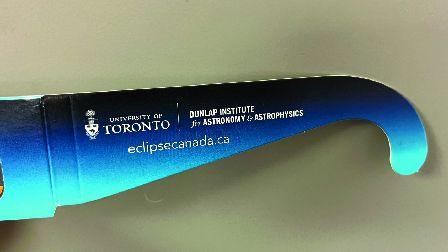 UNIVERSITY OF
TORONTO
DUNLAP INSTITUTE
for ASTRONOMY & ASTROPHYSICS
eclipsecanada.ca